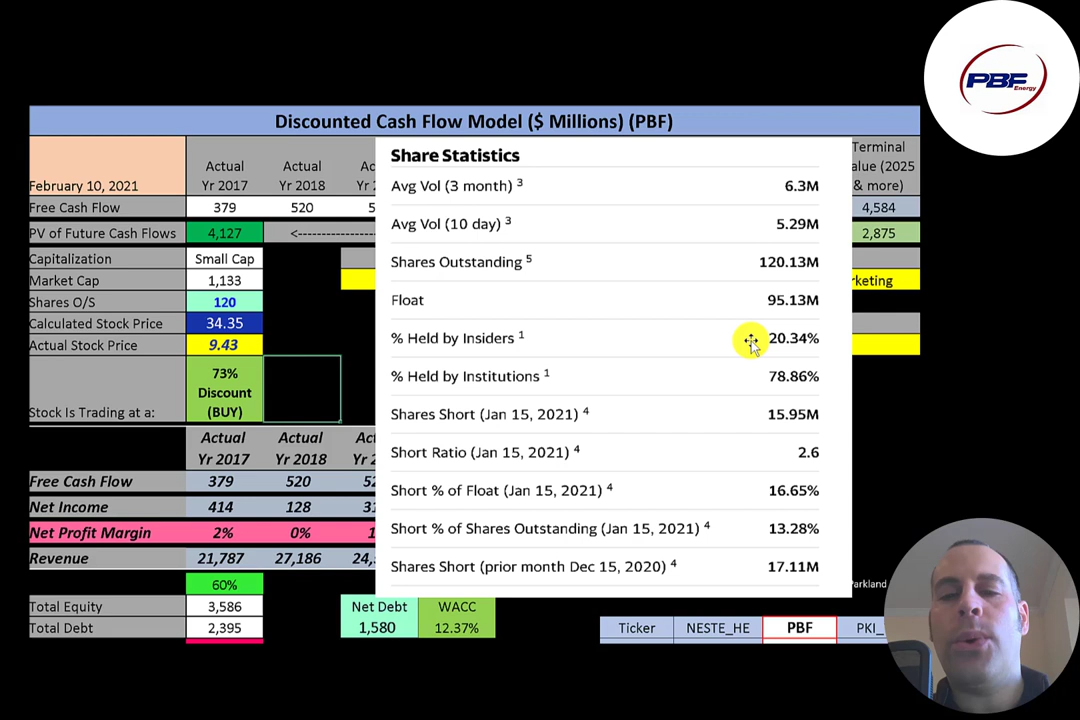 PBF
Energy
Discounted Cash Flow Model ($ Millions) (PBF)
February 10, 2021
Actual
Yr 2017
Actual
Yr 2018
Terminal
alue (2025
& more)
Free Cash Flow 379 520 5 4,584
PV of Future Cash Flows 4,127 <---------------- 2,875
Capitalization Small Cap
Market Cap 1,133 rketing
Shares O/S 120
Calculated Stock Price 34.35
Actual Stock Price 9.43
Stock Is Trading at a:
73%
Discount
(BUY)
Actual
Yr 2017
Actual
Yr 2018
Free Cash Flow 379 520 52
Net Income 414 128 31
Net Profit Margin 2% 0% 1
Revenue 21,787 27,186 24,
60%
Total Equity 3,586 Net Debt WACC
Total Debt 2,395 1,580 12.37%
Share Statistics
Avg Vol (3 month) 3 6.3M
Avg Vol (10 day) 3 5.29M
Shares Outstanding 5 120.13M
Float 95.13M
% Held by Insiders 1 20.34%
% Held by Institutions 1 78.86%
Shares Short (Jan 15, 2021) 4 15.95M
Short Ratio (Jan 15, 2021) 4 2.6
Short % of Float (Jan 15, 2021) 4 16.65%
Short % of Shares Outstanding (Jan 15, 2021) 4 13.28%
Shares Short (prior month Dec 15, 2020) 4 17.11M
Parkland
Ticker NESTE_HE PBF PKI_